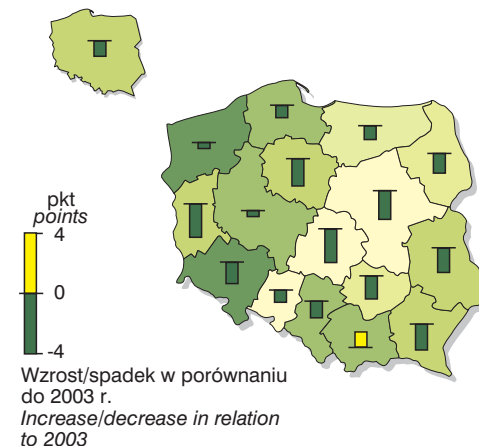 pkt
points
4
0
-4
Wzrost/spadek w porównaniu
do 2003 r.
Increase/decrease in relation
to 2003